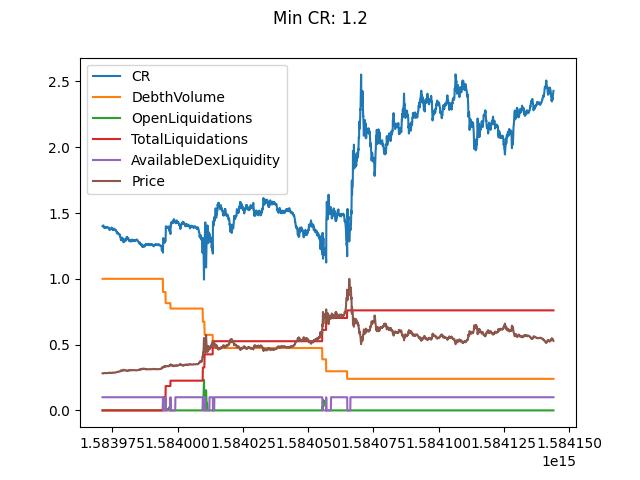 Min CR: 1.2
2.5
2.0
1.5
1.0
0.5
0.0
CR
DebthVolume
OpenLiquidations
TotalLiquidations
AvailableDexLiquidity
Price
1.583975 1.584000 1.584025 1.584050 1.584075 1.584100 1.584125 1.584150
1e15